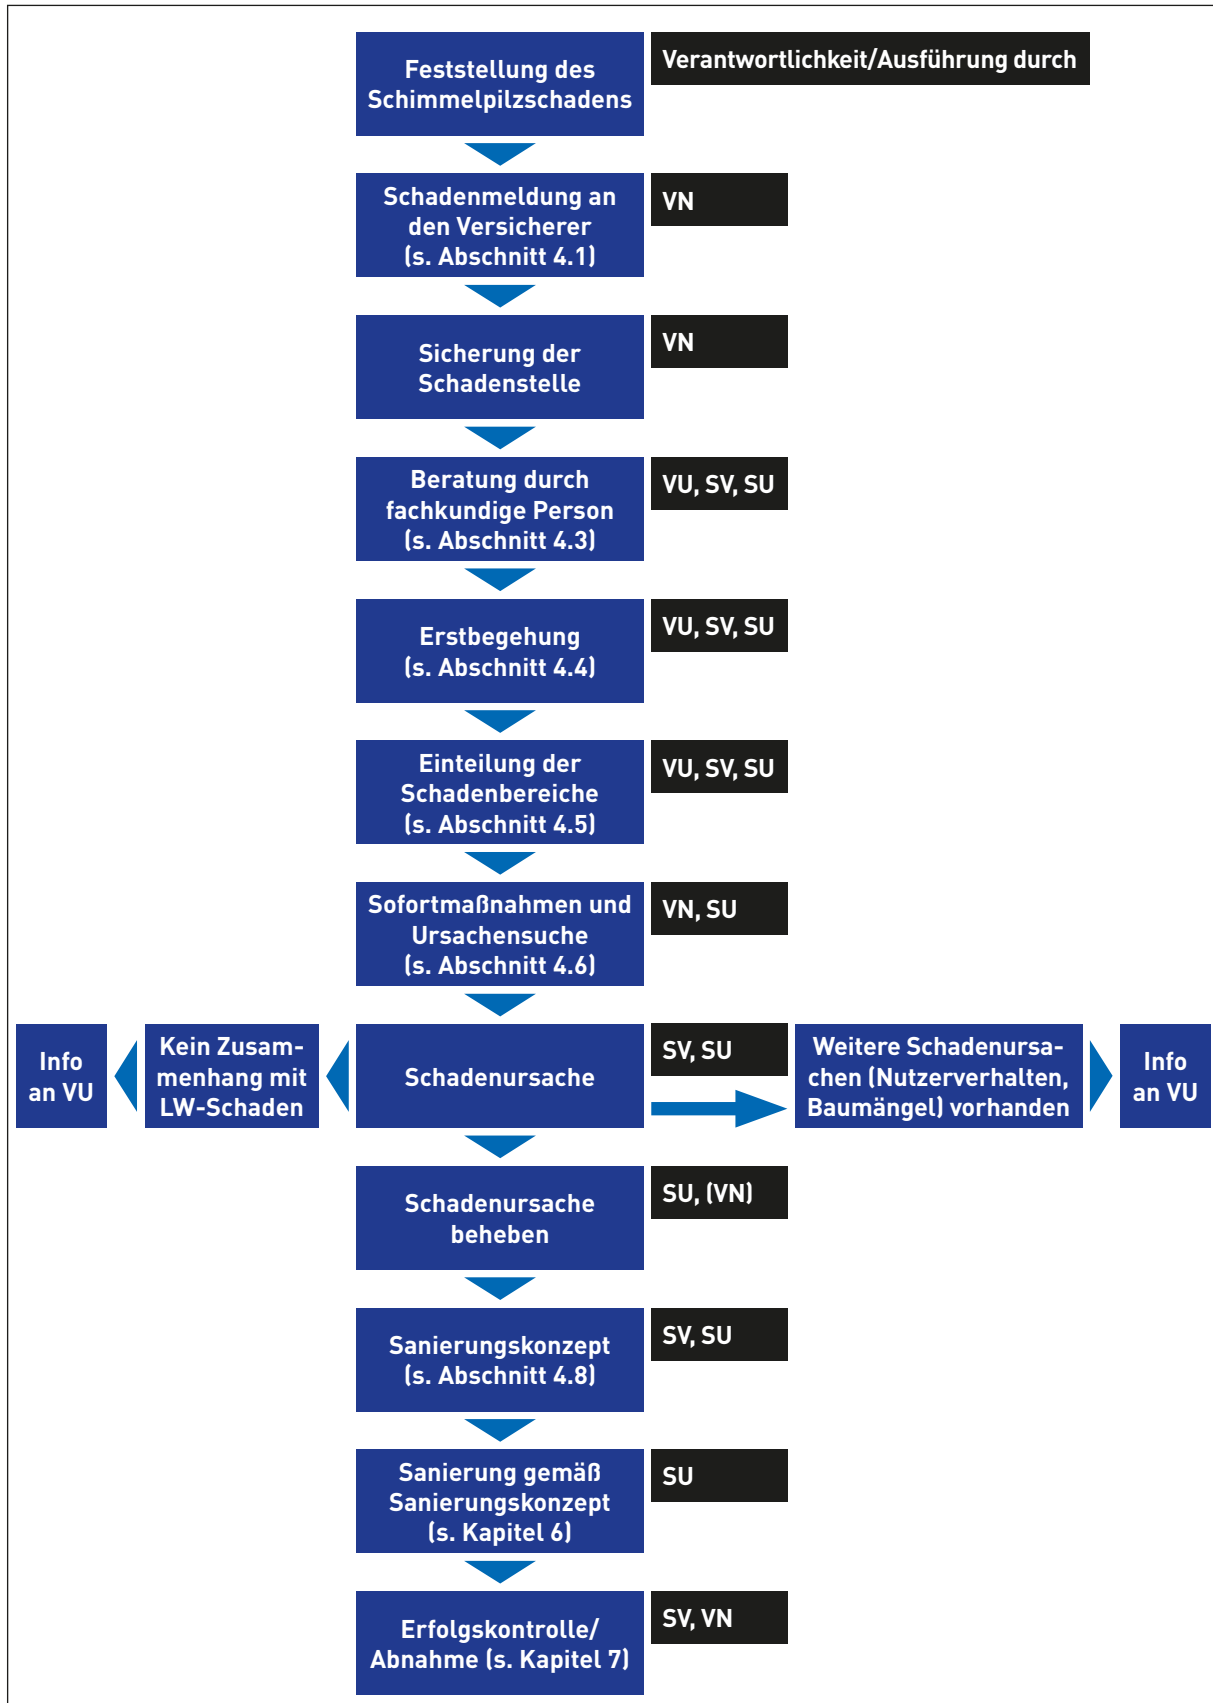 Feststellung des
Schimmelpilzschadens
Verantwortlichkeit/Ausführung durch
Schadenmeldung an
den Versicherer
(s. Abschnitt 4.1)
VN
Sicherung der
Schadenstelle
VN
Beratung durch
fachkundige Person
(s. Abschnitt 4.3)
VU, SV, SU
Erstbegehung
(s. Abschnitt 4.4)
VU, SV, SU
Einteilung der
Schadenbereiche
(s. Abschnitt 4.5)
VU, SV, SU
Sofortmaßnahmen und
Ursachensuche
(s. Abschnitt 4.6)
VN, SU
Info
an VU
Kein Zusam-
menhang mit
LW-Schaden
Schadenursache
SV, SU
Weitere Schadenursa-
chen (Nutzerverhalten,
Baumängel) vorhanden
Info
an VU
Schadenursache
beheben
SU, (VN)
Sanierungskonzept
(s. Abschnitt 4.8)
SV, SU
Sanierung gemäß
Sanierungskonzept
(s. Kapitel 6)
SU
Erfolgskontrolle/
Abnahme (s. Kapitel 7)
SV, VN